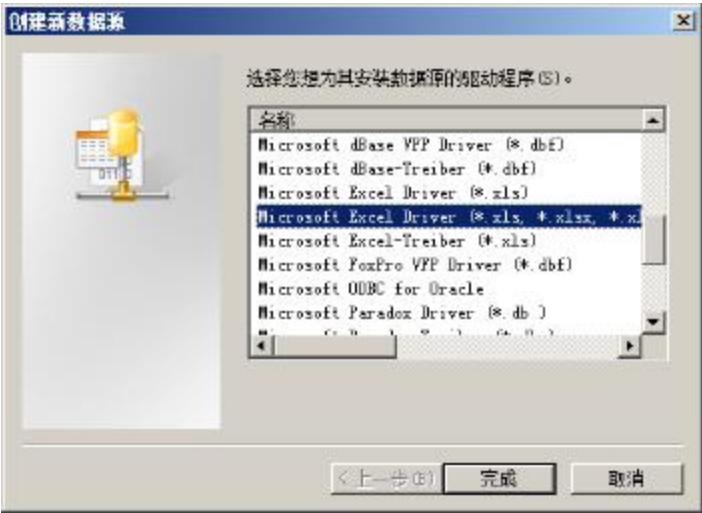 创建新数据源
选择您想为其安装数据源的驱动程序(S)。
名称
Microsoft dBase VFP Driver (*.dbf)
Microsoft dBase-Treiber (*.dbf)
Microsoft Excel Driver (*.xls)
Microsoft Excel Driver (*.xls, *.xlsx, *.xl
Microsoft Excel-Treiber (*.xls)
Microsoft FoxPro VFP Driver (*.dbf)
Microsoft ODBC for Oracle
Microsoft Paradox Driver (*.db )
<上一步(B)
完成
取消